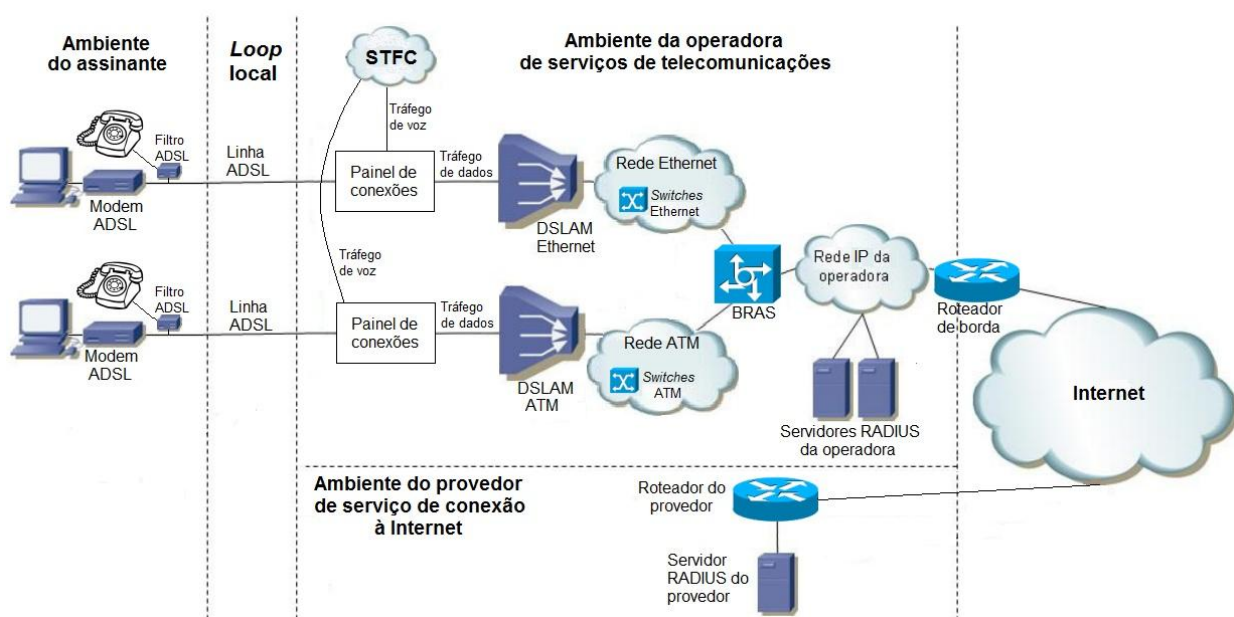 Ambiente
do assinante
Loop
local
STFC
Ambiente da operadora
de serviços de telecomunicações
Tráfego
de voz
Filtro
ADSL
Modem
ADSL
Linha
ADSL
Painel de
conexões
Tráfego
de dados
DSLAM
Ethernet
Rede Ethernet
Switches
Ethernet
Tráfego
de voz
BRAS
Rede IP da
operadora
Roteador
de borda
Filtro
ADSL
Modem
ADSL
Linha
ADSL
Painel de
conexões
Tráfego
de dados
DSLAM
ATM
Rede ATM
Switches
ATM
Servidores RADIUS
da operadora
Internet
Ambiente do provedor
de serviço de conexão
à Internet
Roteador do
provedor
Servidor
RADIUS do
provedor